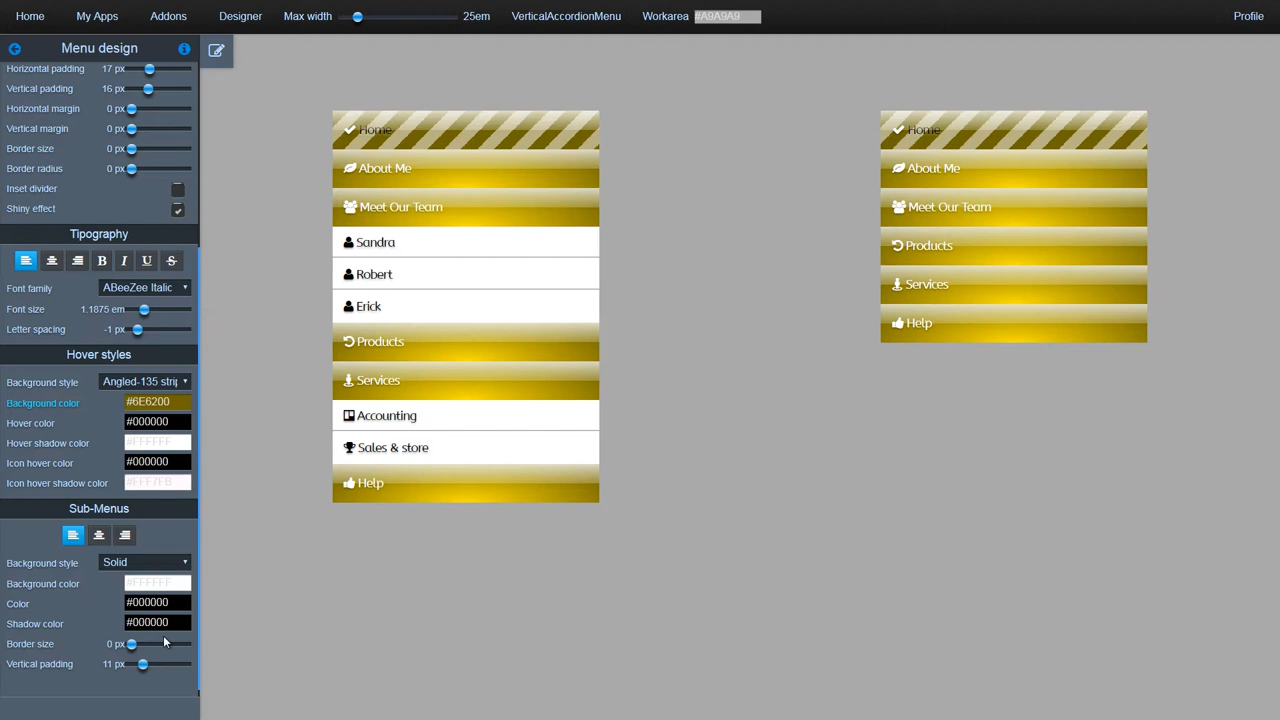 Home My Apps Addons Designer Max width 25em VerticalAccordionMenu Workarea #A9A9A9 Profile
Menu design
Horizontal padding 17 px
Vertical padding 16 px
Horizontal margin 0 px
Vertical margin 0 px
Border size 0 px
Border radius 0 px
Inset divider
Shiny effect
Tipography
B I U S
Font family ABeeZee Italic
Font size 1.1875 em
Letter spacing -1 px
Hover styles
Background style Angled-135 strip
Background color #6E6200
Hover color #000000
Hover shadow color #FFFFFF
Icon hover color #000000
Icon hover shadow color #FFF7FB
Sub-Menus
Background style Solid
Background color #FFFFFF
Color #000000
Shadow color #000000
Border size 0 px
Vertical padding 11 px
Home
About Me
Meet Our Team
Sandra
Robert
Erick
Products
Services
Accounting
Sales & store
Help
Home
About Me
Meet Our Team
Products
Services
Help